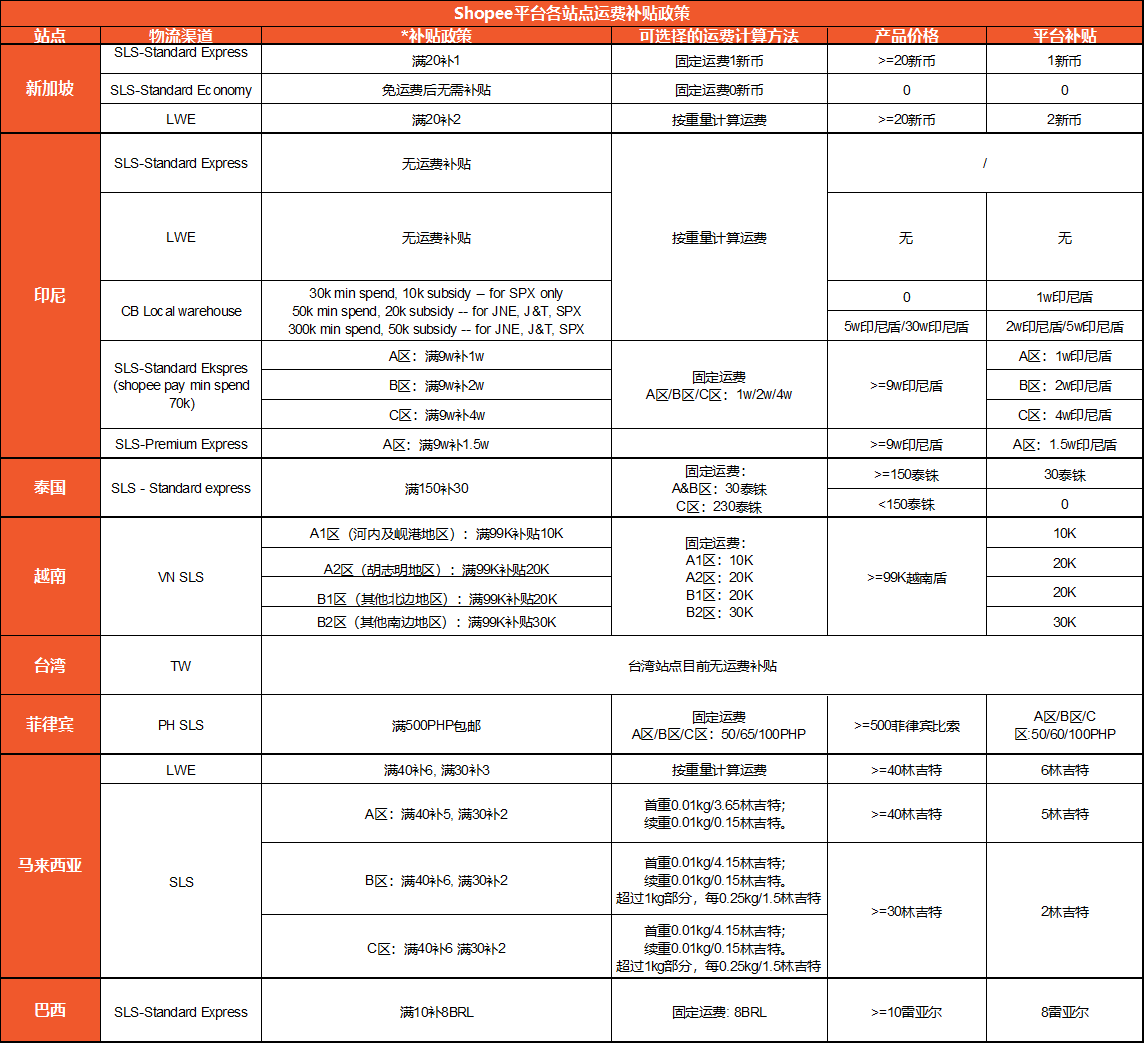 Shopee平台各站点运费补贴政策
站点 物流渠道 *补贴政策 可选择的运费计算方法 产品价格 平台补贴
新加坡
SLS-Standard Express 满20补1 固定运费1新币 >=20新币 1新币
SLS-Standard Economy 免运费后无需补贴 固定运费0新币 0 0
LWE 满20补2 按重量计算运费 >=20新币 2新币
印尼
SLS-Standard Express 无运费补贴 /
LWE 无运费补贴 按重量计算运费 无 无
CB Local warehouse
30k min spend, 10k subsidy -- for SPX only
50k min spend, 20k subsidy -- for JNE, J&T, SPX
300k min spend, 50k subsidy -- for JNE, J&T, SPX
0 1w印尼盾
5w印尼盾/30w印尼盾 2w印尼盾/5w印尼盾
SLS-Standard Ekspres
(shopee pay min spend
70k)
A区：满9w补1w
B区：满9w补2w
C区：满9w补4w
固定运费
A区/B区/C区：1w/2w/4w
>=9w印尼盾
A区：1w印尼盾
B区：2w印尼盾
C区：4w印尼盾
SLS-Premium Express A区：满9w补1.5w >=9w印尼盾 A区：1.5w印尼盾
泰国
SLS - Standard express 满150补30
固定运费：
A&B区：30泰铢
C区：230泰铢
>=150泰铢 30泰铢
<150泰铢 0
越南
VN SLS
A1区（河内及岘港地区）：满99K补贴10K
A2区（胡志明地区）：满99K补贴20K
B1区（其他北边地区）：满99K补贴20K
B2区（其他南边地区）：满99K补贴30K
固定运费：
A1区：10K
A2区：20K
B1区：20K
B2区：30K
>=99K越南盾
10K
20K
20K
30K
台湾 TW 台湾站点目前无运费补贴
菲律宾 PH SLS 满500PHP包邮
固定运费
A区/B区/C区：50/65/100PHP
>=500菲律宾比索
A区/B区/C
区:50/60/100PHP
马来西亚
LWE 满40补6, 满30补3 按重量计算运费 >=40林吉特 6林吉特
SLS
A区：满40补5, 满30补2
首重0.01kg/3.65林吉特；
续重0.01kg/0.15林吉特。
>=40林吉特 5林吉特
B区：满40补6, 满30补2
首重0.01kg/4.15林吉特；
续重0.01kg/0.15林吉特。
超过1kg部分，每0.25kg/1.5林吉特
>=30林吉特 2林吉特
C区：满40补6 满30补2
首重0.01kg/4.15林吉特；
续重0.01kg/0.15林吉特。
超过1kg部分，每0.25kg/1.5林吉特
巴西 SLS-Standard Express 满10补8BRL 固定运费: 8BRL >=10雷亚尔 8雷亚尔